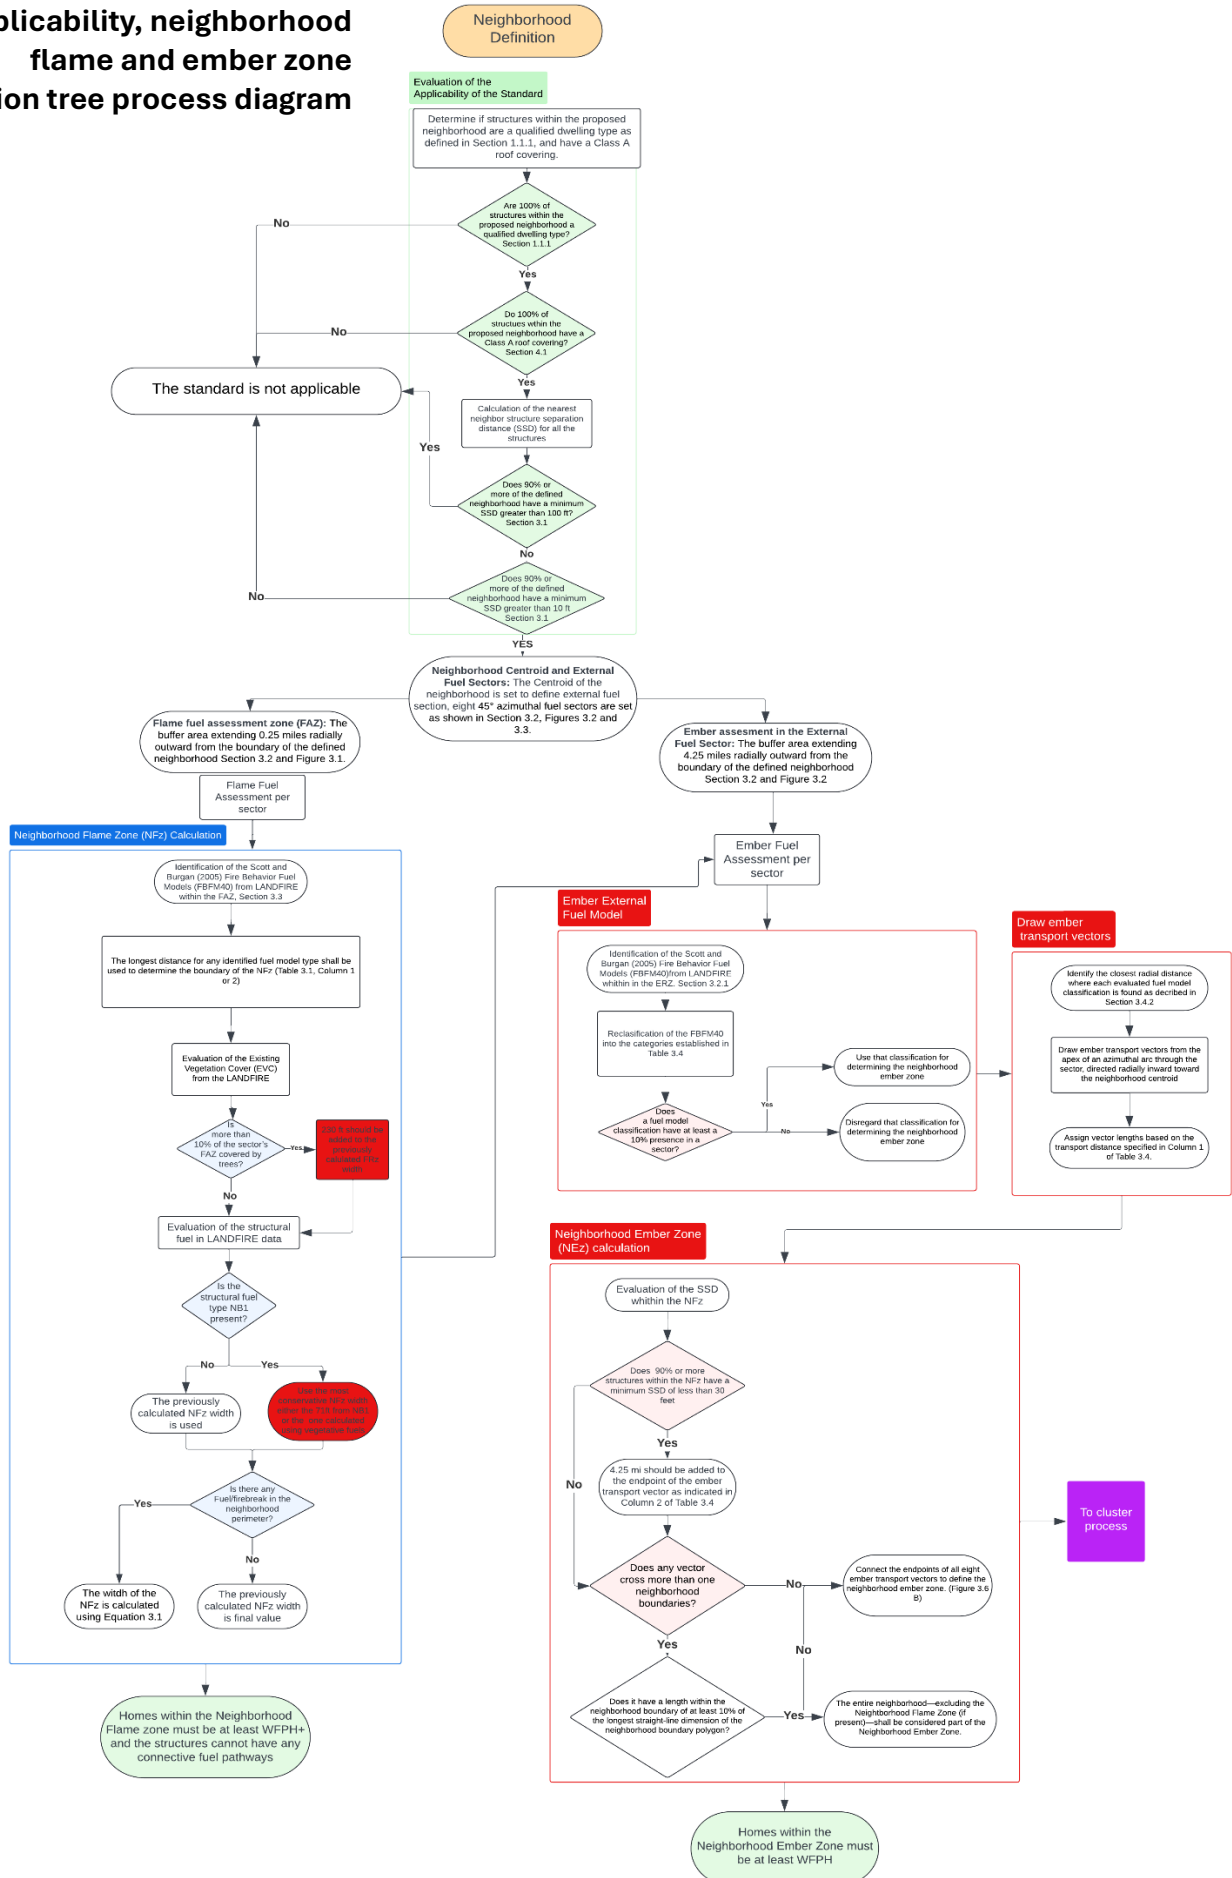 plicability, neighborhood
flame and ember zone
ion tree process diagram
Neighborhood
Definition
Evaluation of the
Applicability of the Standard
Determine if structures within the proposed
neighborhood are a qualified dwelling type as
defined in Section 1.1.1, and have a Class A
roof covering.
Are 100% of
structures within the
proposed neighborhood a
qualified dwelling type?
Section 1.1.1
No
Yes
Do 100% of
structues within the
proposed neighborhood have a
Class A roof covering?
Section 4.1
No
Yes
The standard is not applicable
Calculation of the nearest
neighbor structure separation
distance (SSD) for all the
structures
Yes
Does 90% or
more of the defined
neighborhood have a minimum
SSD greater than 100 ft?
Section 3.1
No
Does 90% or
more of the defined
neighborhood have a minimum
SSD greater than 10 ft
Section 3.1
No
YES
Neighborhood Centroid and External
Fuel Sectors: The Centroid of the
neighborhood is set to define external fuel
section, eight 45° azimuthal fuel sectors are set
as shown in Section 3.2, Figures 3.2 and
3.3.
Flame fuel assessment zone (FAZ): The
buffer area extending 0.25 miles radially
outward from the boundary of the defined
neighborhood Section 3.2 and Figure 3.1.
Ember assesment in the External
Fuel Sector: The buffer area extending
4.25 miles radially outward from the
boundary of the defined neighborhood
Section 3.2 and Figure 3.2
Flame Fuel
Assessment per
sector
Neighborhood Flame Zone (NFz) Calculation
Identification of the Scott and
Burgan (2005) Fire Behavior Fuel
Models (FBFM40) from LANDFIRE
within the FAZ, Section 3.3
The longest distance for any identified fuel model type shall be
used to determine the boundary of the NFz (Table 3.1, Column 1
or 2)
Evaluation of the Existing
Vegetation Cover (EVC)
from the LANDFIRE
Is
more than
10% of the sector's
FAZ covered by
trees?
Yes
ft should be
added to the
previously
calculated
width
No
Evaluation of the structural
fuel in LANDFIRE data
Is the
structural fuel
type NB1
present?
No
Yes
The previously
calculated NFz width
is used
Use the most
conservative NFz width
either the from NB1
or the one calculated
using vegetative fuels
Is there any
Fuel/firebreak in the
neighborhood
perimeter?
Yes
No
The witdh of the
NFz is calculated
using Equation 3.1
The previously
calculated NFz width
is final value
Homes within the Neighborhood
Flame zone must be at least WFPH+
and the structures cannot have any
connective fuel pathways
Ember Fuel
Assessment per
sector
Ember External
Fuel Model
Identification of the Scott and
Burgan (2005) Fire Behavior Fuel
Models (FBFM40)from LANDFIRE
whithin in the ERZ. Section 3.2.1
Reclasification of the FBFM40
into the categories established in
Table 3.4
Does
a fuel model
classification have at least a
10% presence in a
sector?
Yes
No
Use that classification for
determining the neighborhood
ember zone
Disregard that classification for
determining the neighborhood
ember zone
Draw ember
transport vectors
Identify the closest radial distance
where each evaluated fuel model
classification is found as decribed in
Section 3.4.2
Draw ember transport vectors from the
apex of an azimuthal arc through the
sector, directed radially inward toward
the neighborhood centroid
Assign vector lengths based on the
transport distance specified in Column 1
of Table 3.4.
Neighborhood Ember Zone
(NEz) calculation
Evaluation of the SSD
whithin the NFz
Does 90% or more
structures within the NFz have a
minimum SSD of less than 30
feet
Yes
No
4.25 mi should be added to
the endpoint of the ember
transport vector as indicated in
Column 2 of Table 3.4
Does any vector
cross more than one
neighborhood
boundaries?
No
Yes
Connect the endpoints of all eight
ember transport vectors to define the
neighborhood ember zone. (Figure 3.6
B)
No
Does it have a length within the
neighborhood boundary of at least 10% of
the longest straight-line dimension of the
neighborhood boundary polygon?
Yes
The entire neighborhood—excluding the
Neighborhood Flame Zone (if
present)—shall be considered part of the
Neighborhood Ember Zone.
To cluster
process
Homes within the
Neighborhood Ember Zone must
be at least WFPH